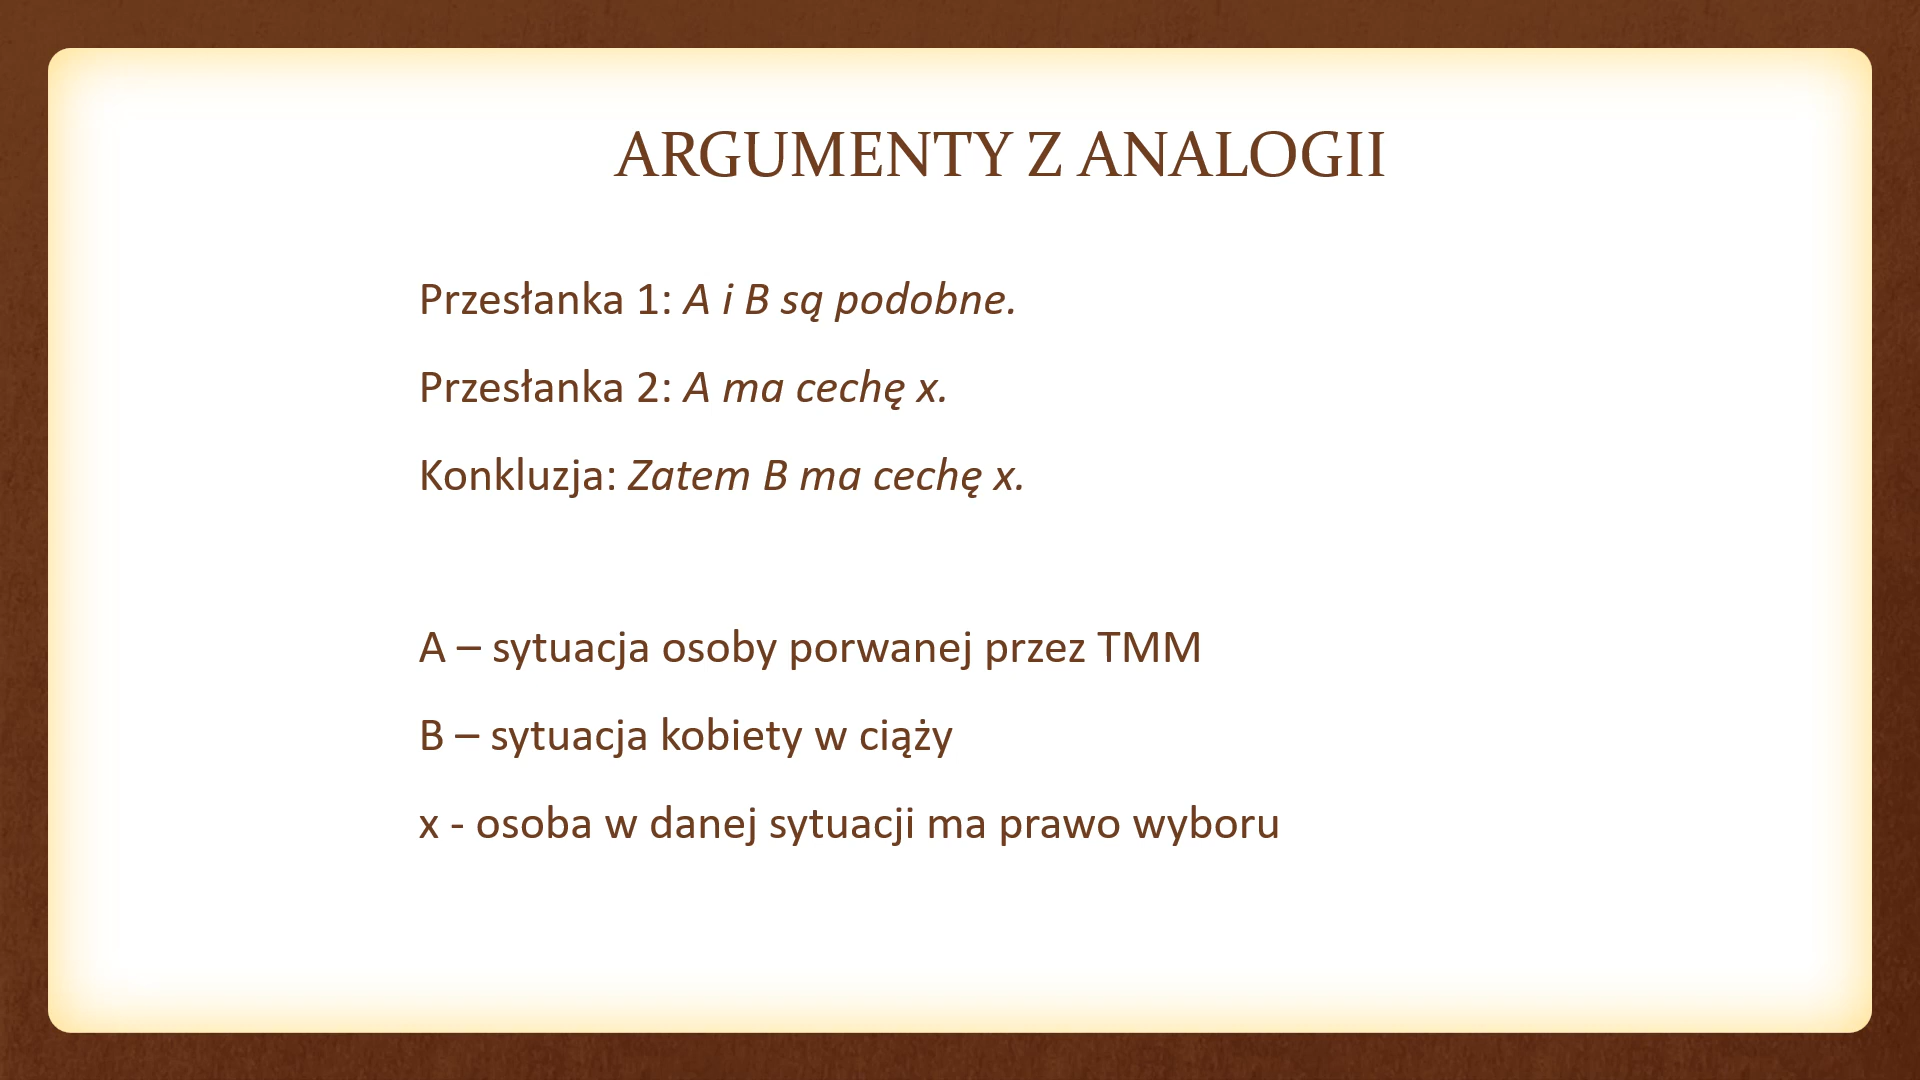 ARGUMENTY Z ANALOGII
Przesłanka 1: A i B są podobne.
Przesłanka 2: A ma cechę x.
Konkluzja: Zatem B ma cechę x.
A – sytuacja osoby porwanej przez TMM
B – sytuacja kobiety w ciąży
x - osoba w danej sytuacji ma prawo wyboru